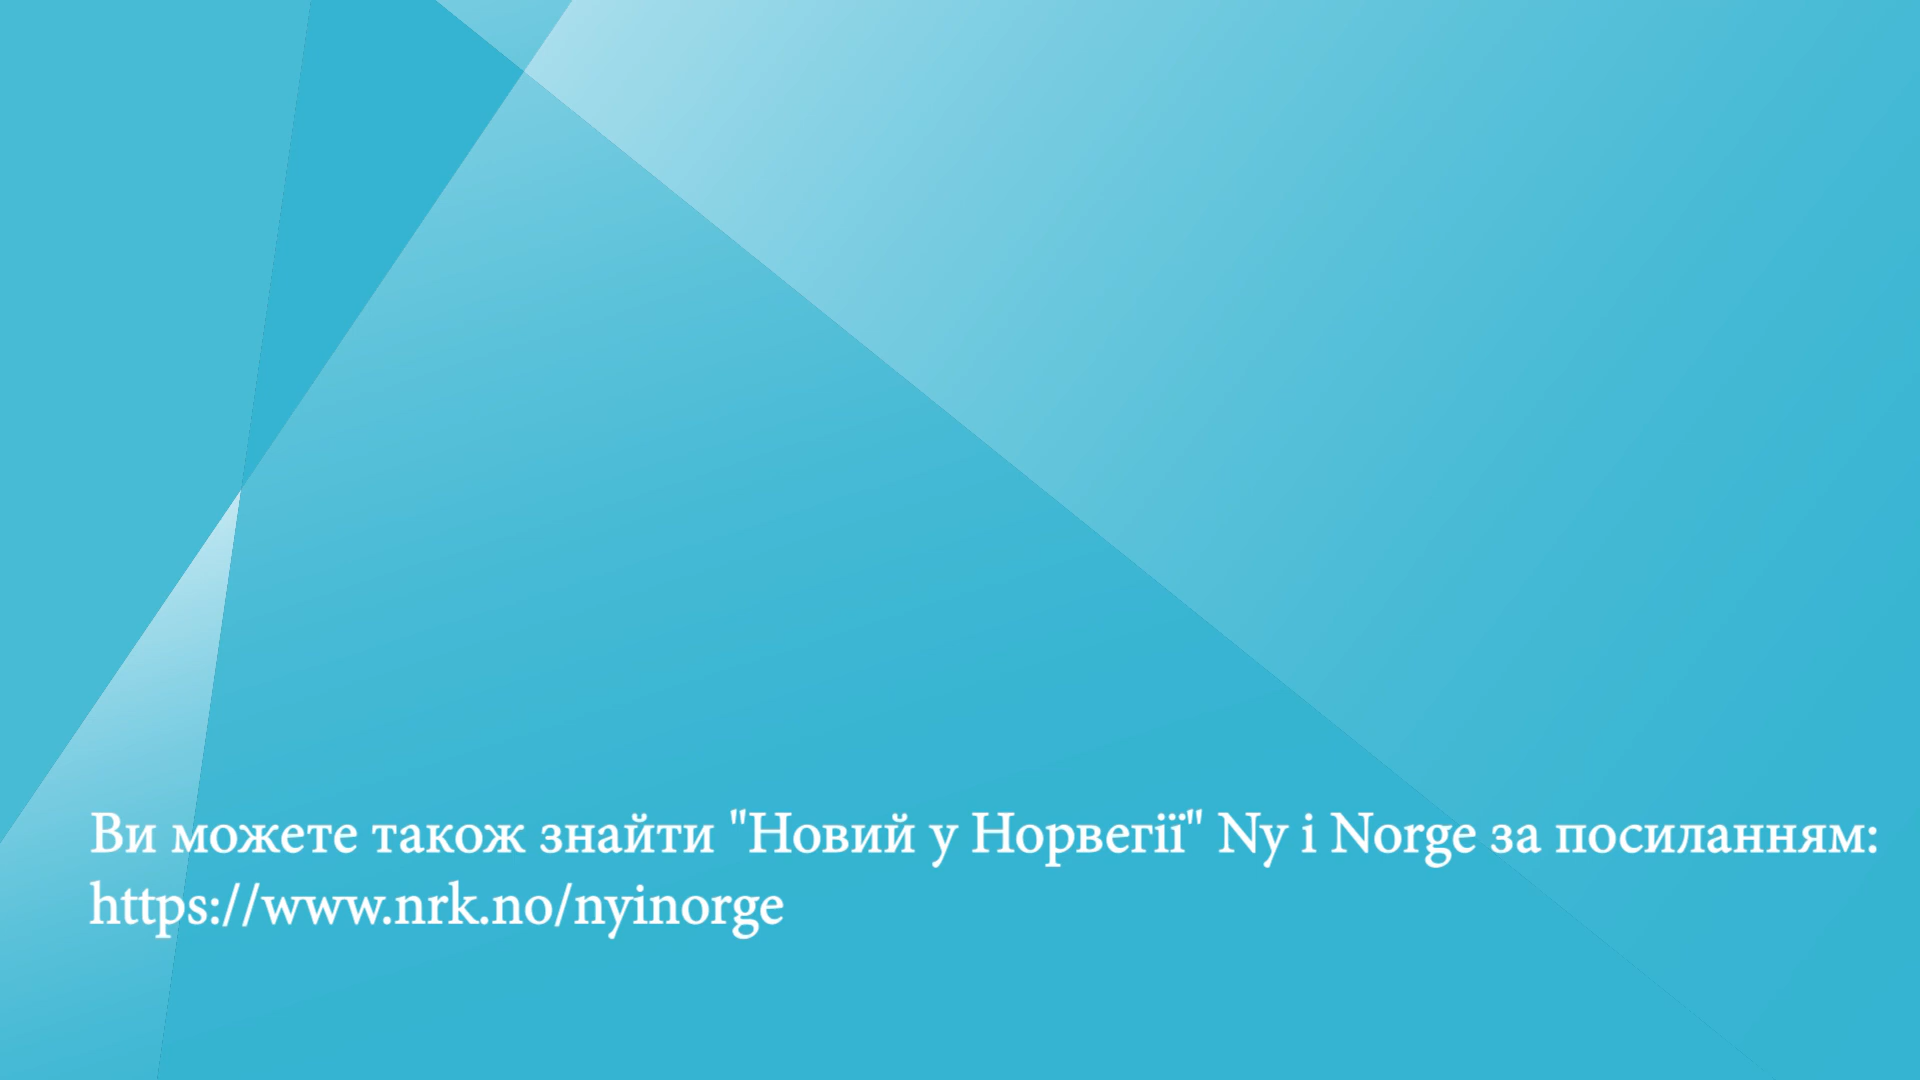 Ви можете також знайти "Новий у Норвегії" Ny i Norge за посиланням:
https://www.nrk.no/nyinorge